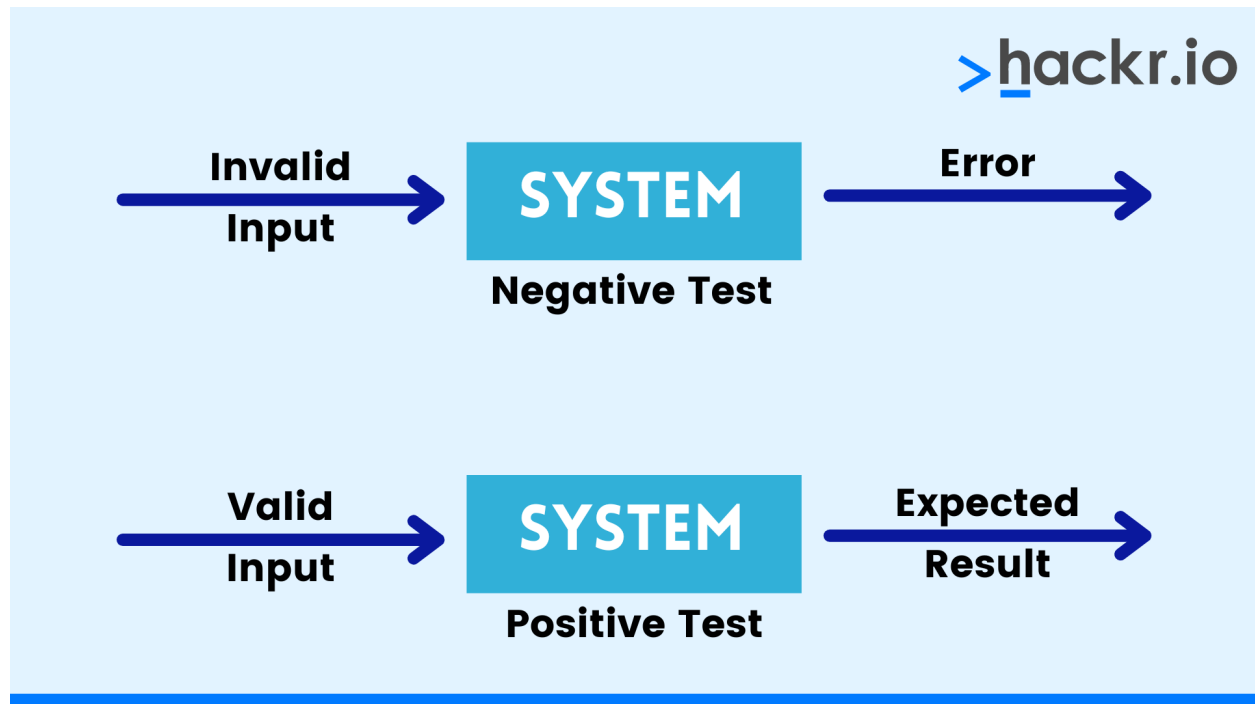 >hackr.io
Invalid
Input
SYSTEM
Error
Negative Test
Valid
Input
SYSTEM
Expected
Result
Positive Test